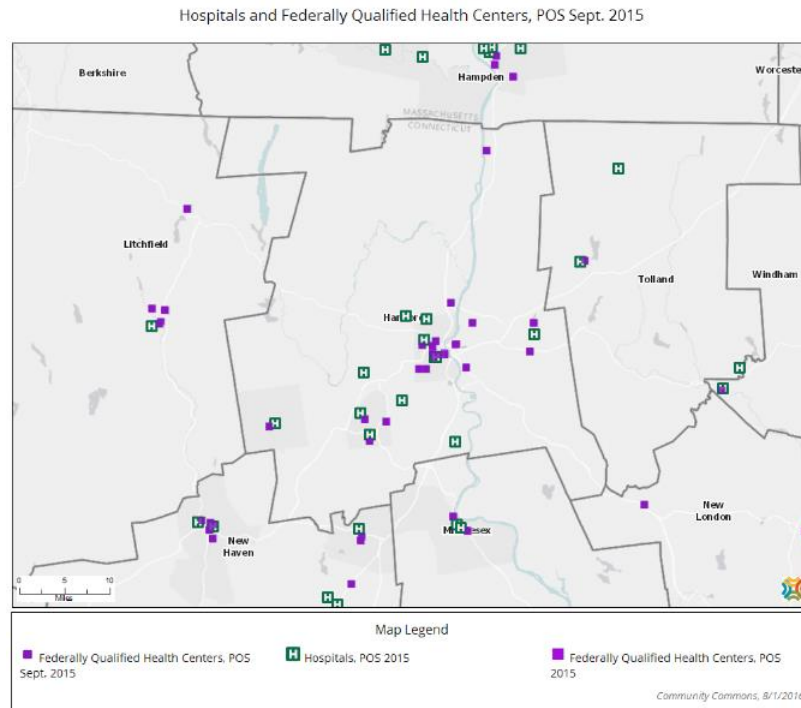 Hospitals and Federally Qualified Health Centers, POS Sept. 2015
Berkshire
Hampden
Worceste
MASSACHUSETTS
CONNECTICUT
Litchfield
Tolland
Windham
New
London
New
Haven
0 5 10
Miles
Map Legend
Federally Qualified Health Centers, POS
Sept. 2015
Hospitals, POS 2015
Federally Qualified Health Centers, POS
2015
Community Commons, 8/1/2016